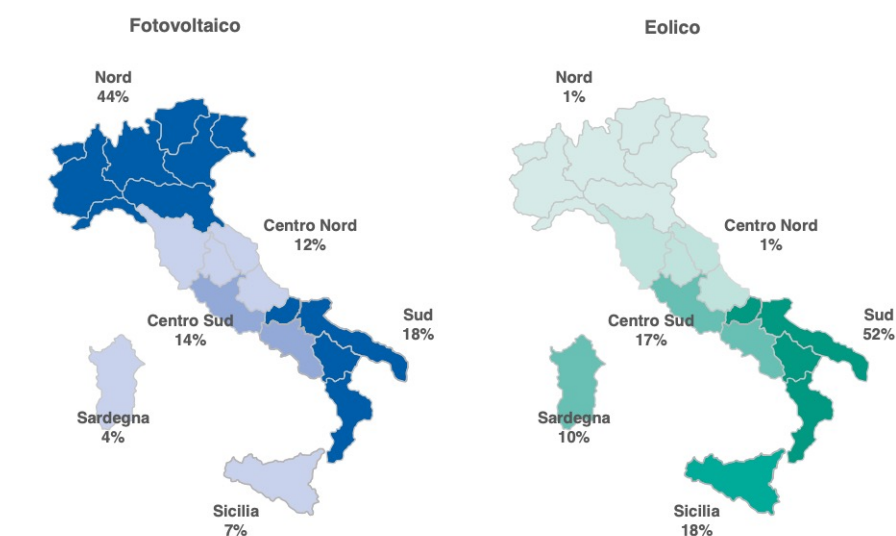 Fotovoltaico
Nord
44%
Centro Nord
12%
Centro Sud
14%
Sud
18%
Sardegna
4%
Sicilia
7%
Eolico
Nord
1%
Centro Nord
1%
Centro Sud
17%
Sud
52%
Sardegna
10%
Sicilia
18%